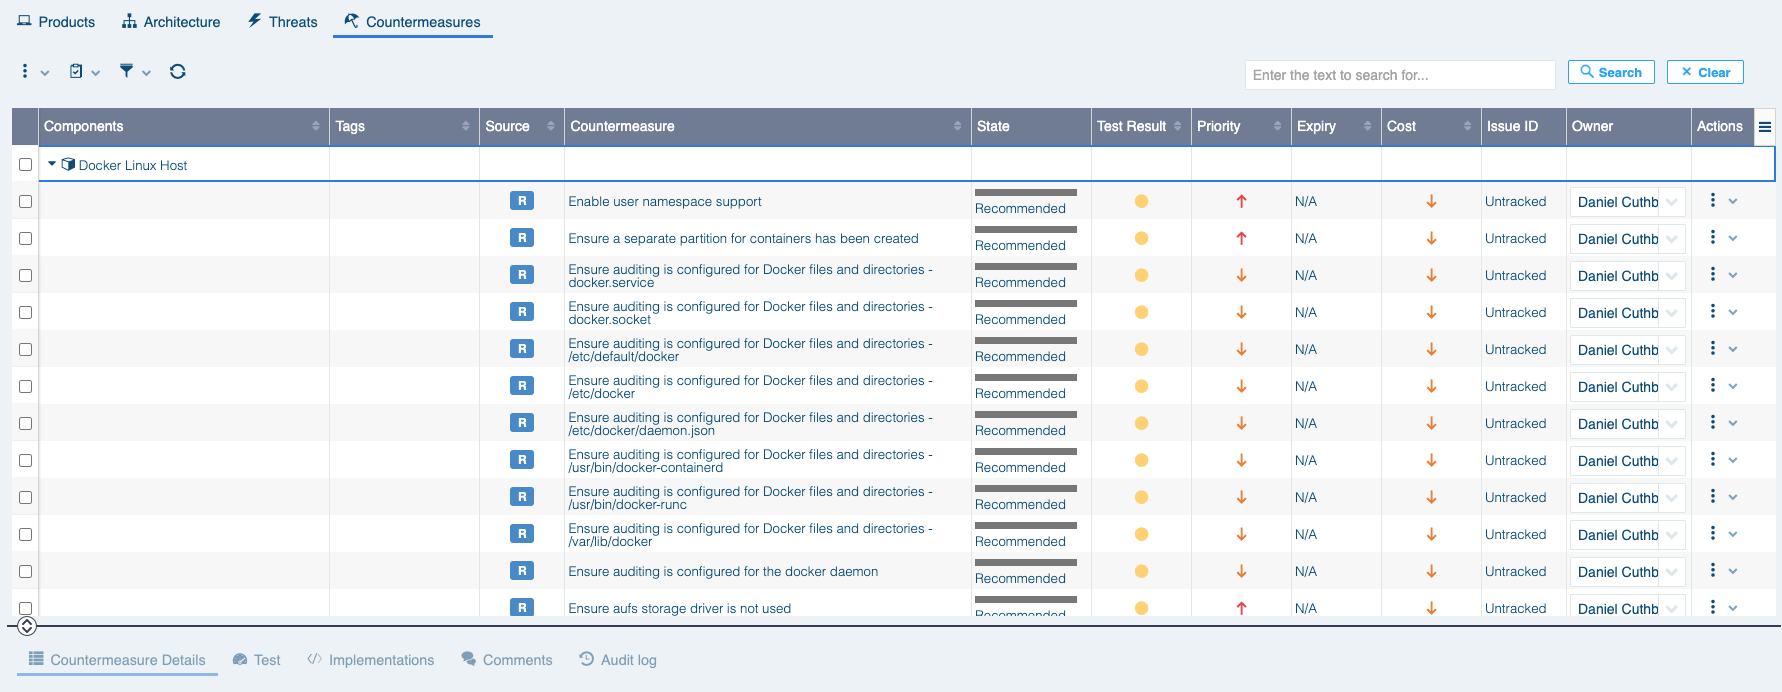 Products Architecture Threats Countermeasures
Enter the text to search for... Search Clear
Components Tags Source Countermeasure State Test Result Priority Expiry Cost Issue ID Owner Actions
Docker Linux Host
R Enable user namespace support Recommended N/A Untracked Daniel Cuthb
R Ensure a separate partition for containers has been created Recommended N/A Untracked Daniel Cuthb
R Ensure auditing is configured for Docker files and directories -
docker.service Recommended N/A Untracked Daniel Cuthb
R Ensure auditing is configured for Docker files and directories -
docker.socket Recommended N/A Untracked Daniel Cuthb
R Ensure auditing is configured for Docker files and directories -
/etc/default/docker Recommended N/A Untracked Daniel Cuthb
R Ensure auditing is configured for Docker files and directories -
/etc/docker Recommended N/A Untracked Daniel Cuthb
R Ensure auditing is configured for Docker files and directories -
/etc/docker/daemon.json Recommended N/A Untracked Daniel Cuthb
R Ensure auditing is configured for Docker files and directories -
/usr/bin/docker-containerd Recommended N/A Untracked Daniel Cuthb
R Ensure auditing is configured for Docker files and directories -
/usr/bin/docker-runc Recommended N/A Untracked Daniel Cuthb
R Ensure auditing is configured for Docker files and directories -
/var/lib/docker Recommended N/A Untracked Daniel Cuthb
R Ensure auditing is configured for the docker daemon Recommended N/A Untracked Daniel Cuthb
R Ensure aufs storage driver is not used Recommended N/A Untracked Daniel Cuthb
Countermeasure Details Test Implementations Comments Audit log